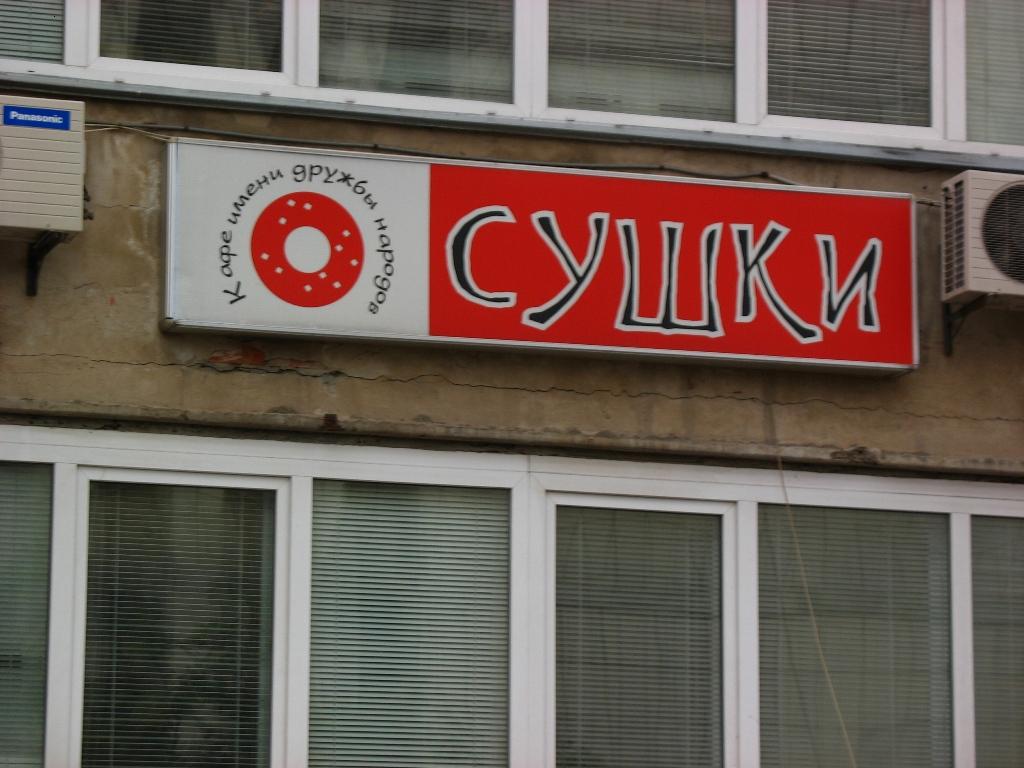 Panasonic
Кафе имени дружбы народов
СУШКИ